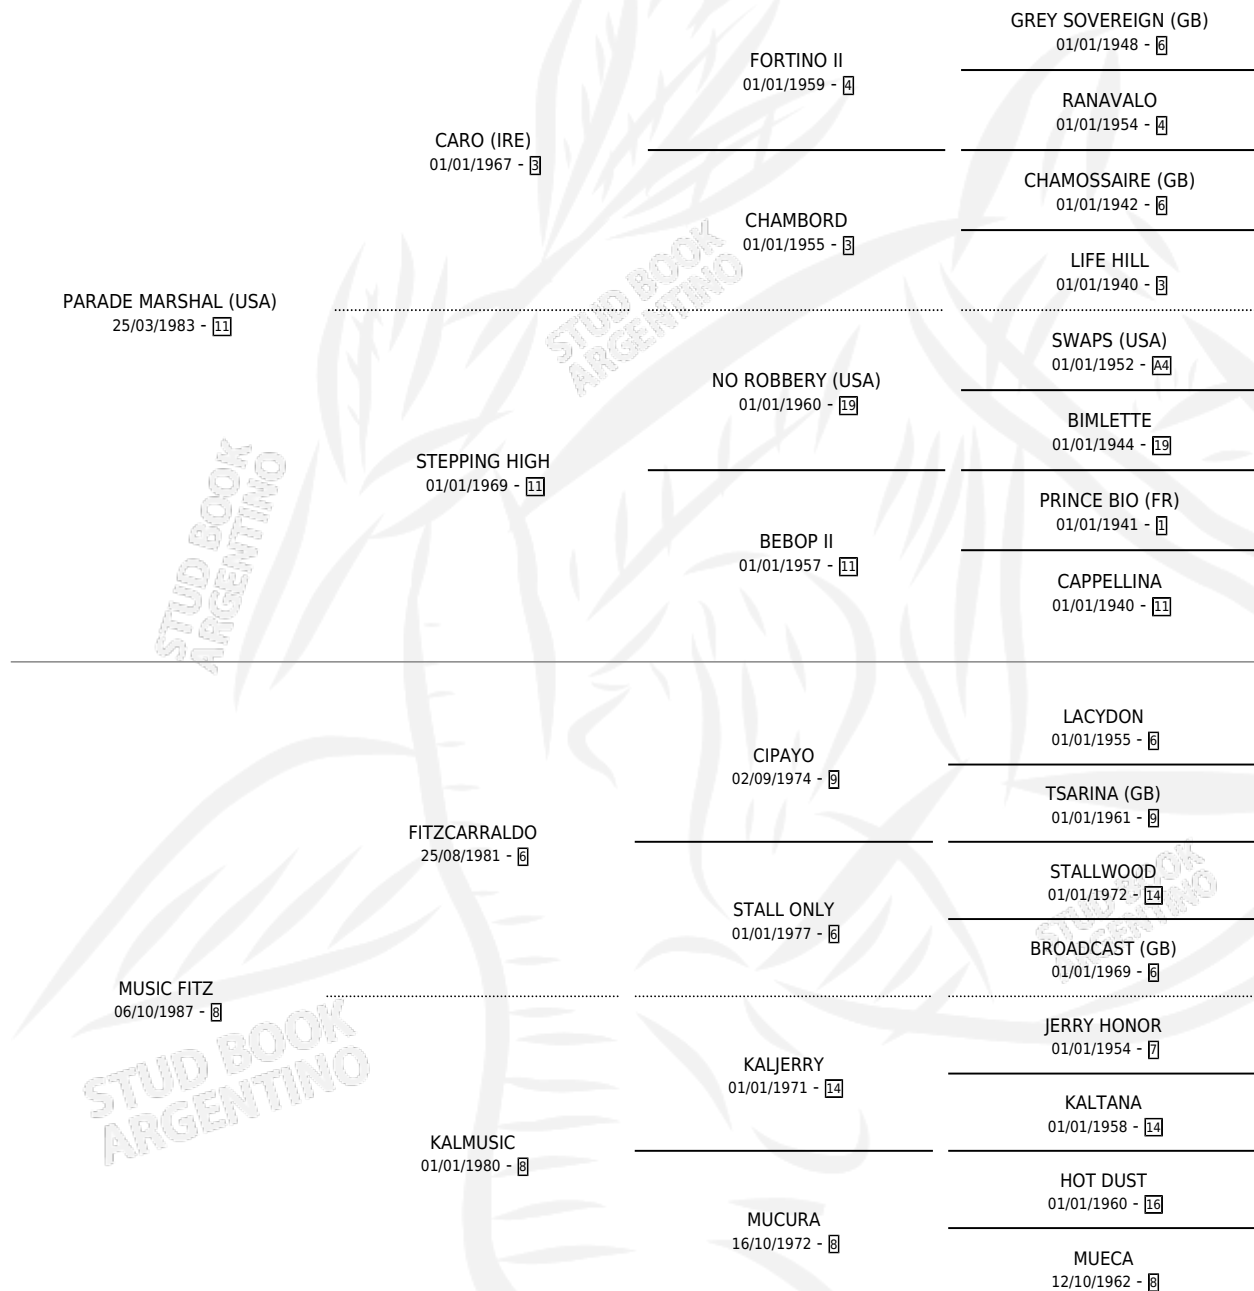 GREY SOVEREIGN (GB)
01/01/1948 - 6
FORTINO II
01/01/1959 - 4
RANAVALO
01/01/1954 - 4
CARO (IRE)
01/01/1967 - 3
CHAMOSSAIRE (GB)
01/01/1942 - 6
CHAMBORD
01/01/1955 - 3
LIFE HILL
01/01/1940 - 3
PARADE MARSHAL (USA)
25/03/1983 - 11
SWAPS (USA)
01/01/1952 - A4
NO ROBBERY (USA)
01/01/1960 - 19
BIMLETTE
01/01/1944 - 19
STEPPING HIGH
01/01/1969 - 11
PRINCE BIO (FR)
01/01/1941 - 1
BEBOP II
01/01/1957 - 11
CAPPELLINA
01/01/1940 - 11
LACYDON
01/01/1955 - 6
CIPAYO
02/09/1974 - 9
TSARINA (GB)
01/01/1961 - 9
FITZCARRALDO
25/08/1981 - 6
STALLWOOD
01/01/1972 - 14
STALL ONLY
01/01/1977 - 6
BROADCAST (GB)
01/01/1969 - 6
MUSIC FITZ
06/10/1987 - 8
JERRY HONOR
01/01/1954 - 7
KALJERRY
01/01/1971 - 14
KALTANA
01/01/1958 - 14
KALMUSIC
01/01/1980 - 8
HOT DUST
01/01/1960 - 16
MUCURA
16/10/1972 - 8
MUECA
12/10/1962 - 8
STUD BOOK
ARGENTINO
STUD BOOK
ARGENTINO
STUD BOOK
ARGENTINO
STUD BOOK
ARGENTINO